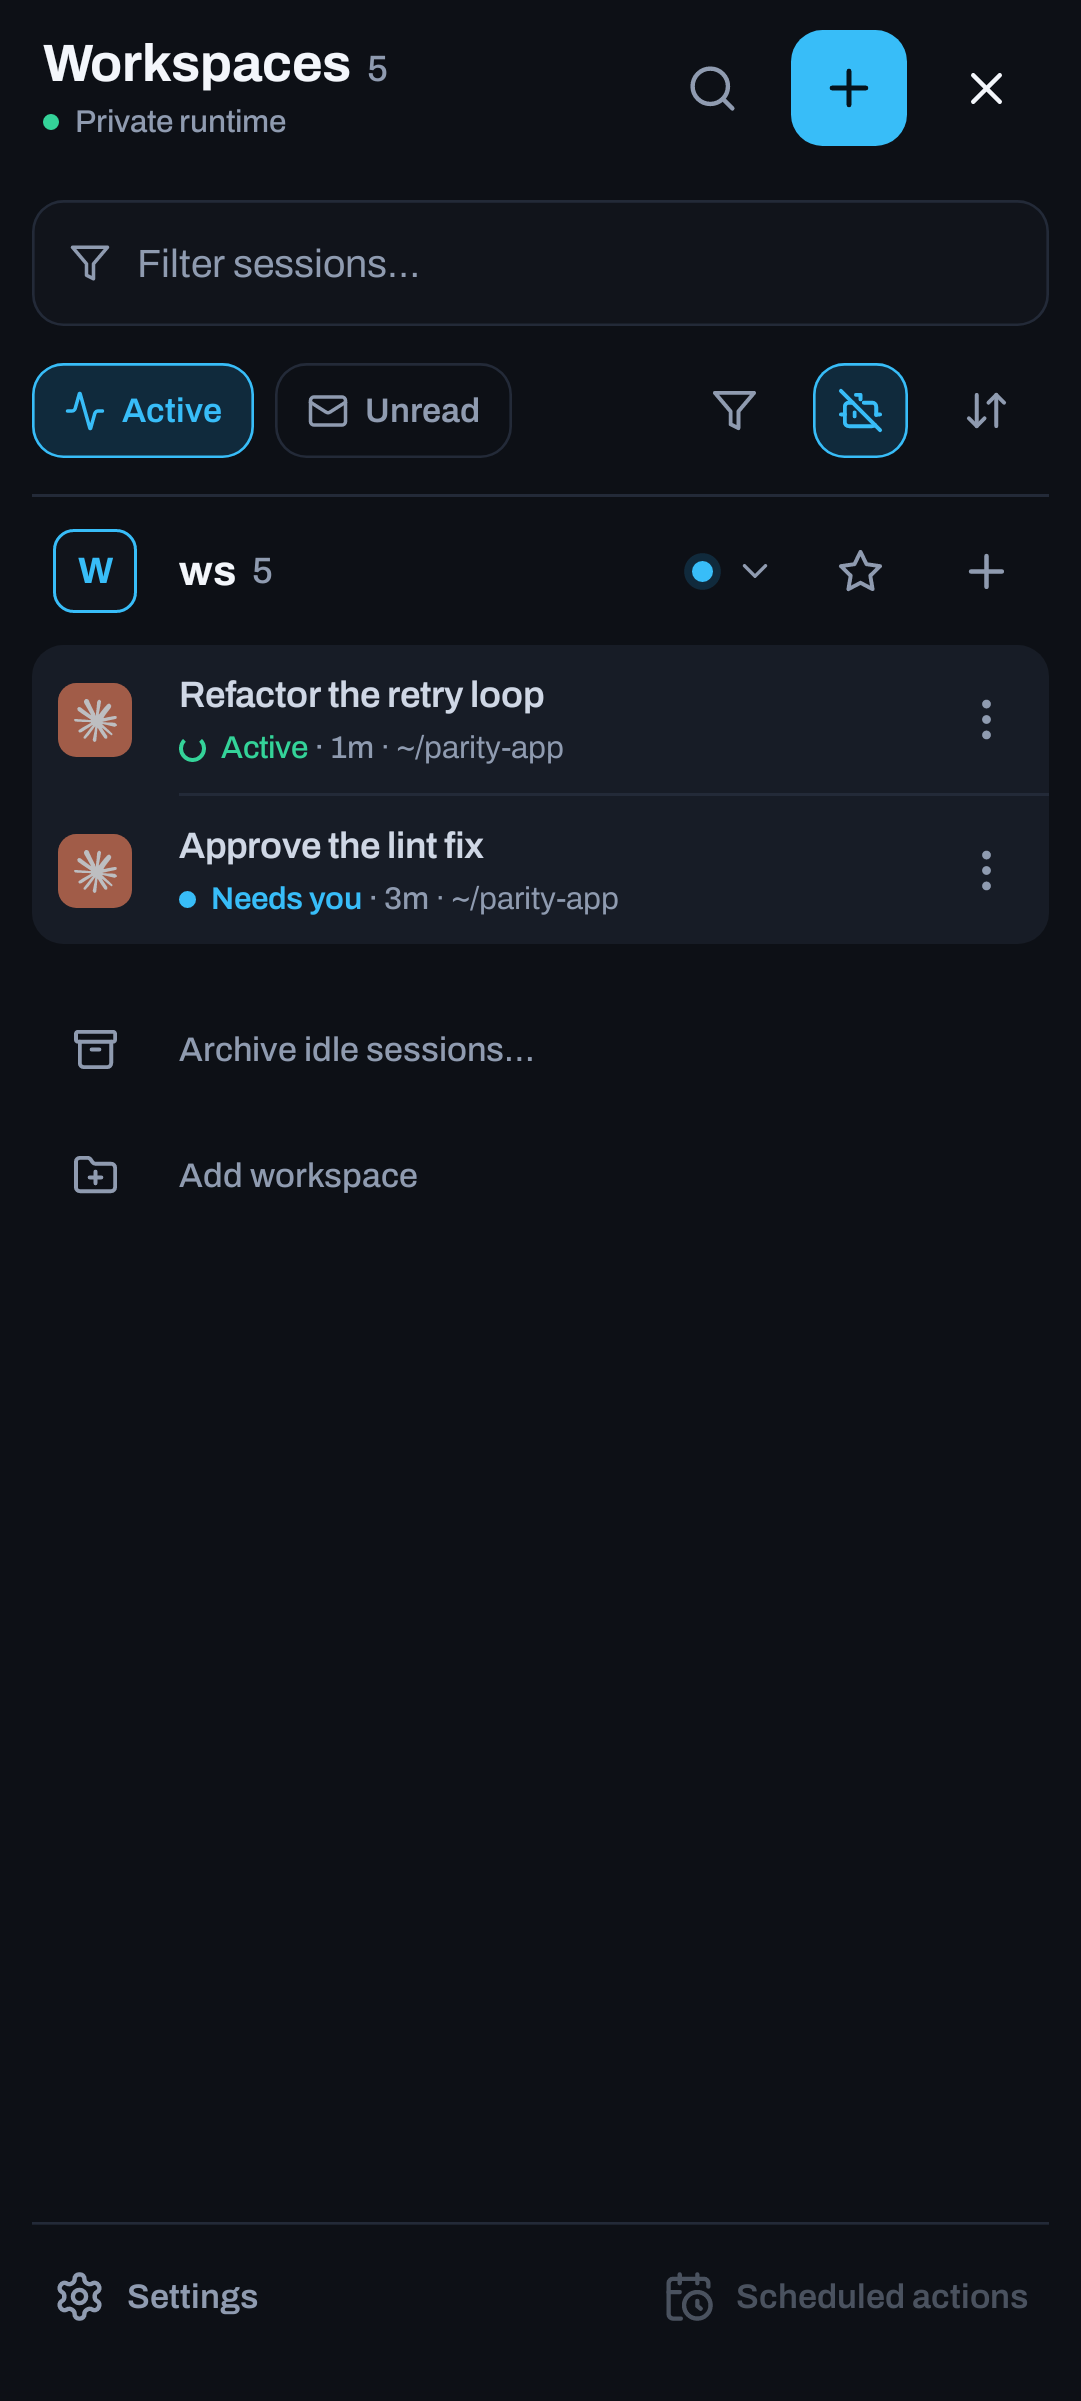 Workspaces 5
Private runtime
Filter sessions...
Active
Unread
W
ws 5
Refactor the retry loop
Active · 1m · ~/parity-app
Approve the lint fix
Needs you · 3m · ~/parity-app
Archive idle sessions...
Add workspace
Settings
Scheduled actions